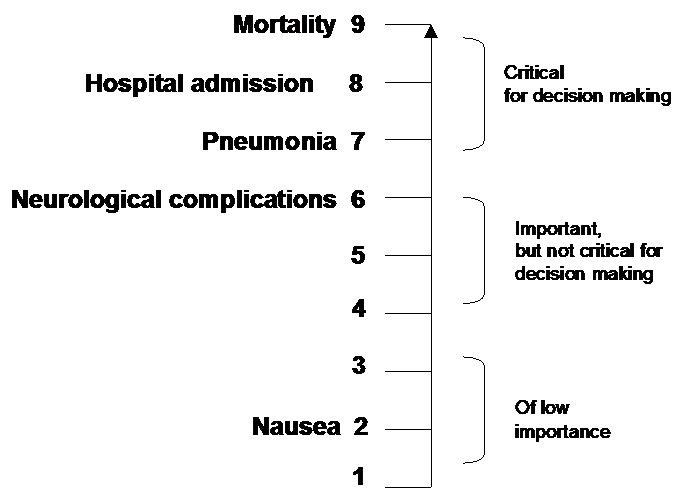 Mortality 9
Hospital admission 8
Critical
for decision making
Pneumonia 7
Neurological complications 6
5
Important,
but not critical for
decision making
4
3
Nausea 2
Of low
importance
1